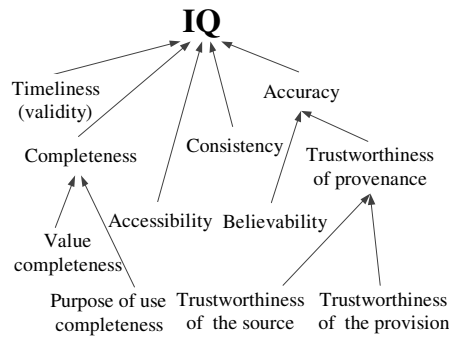 IQ
Timeliness
(validity)
Accuracy
Completeness
Consistency
Trustworthiness
of provenance
Accessibility
Believability
Value
completeness
Purpose of use
completeness
Trustworthiness
of the source
Trustworthiness
of the provision